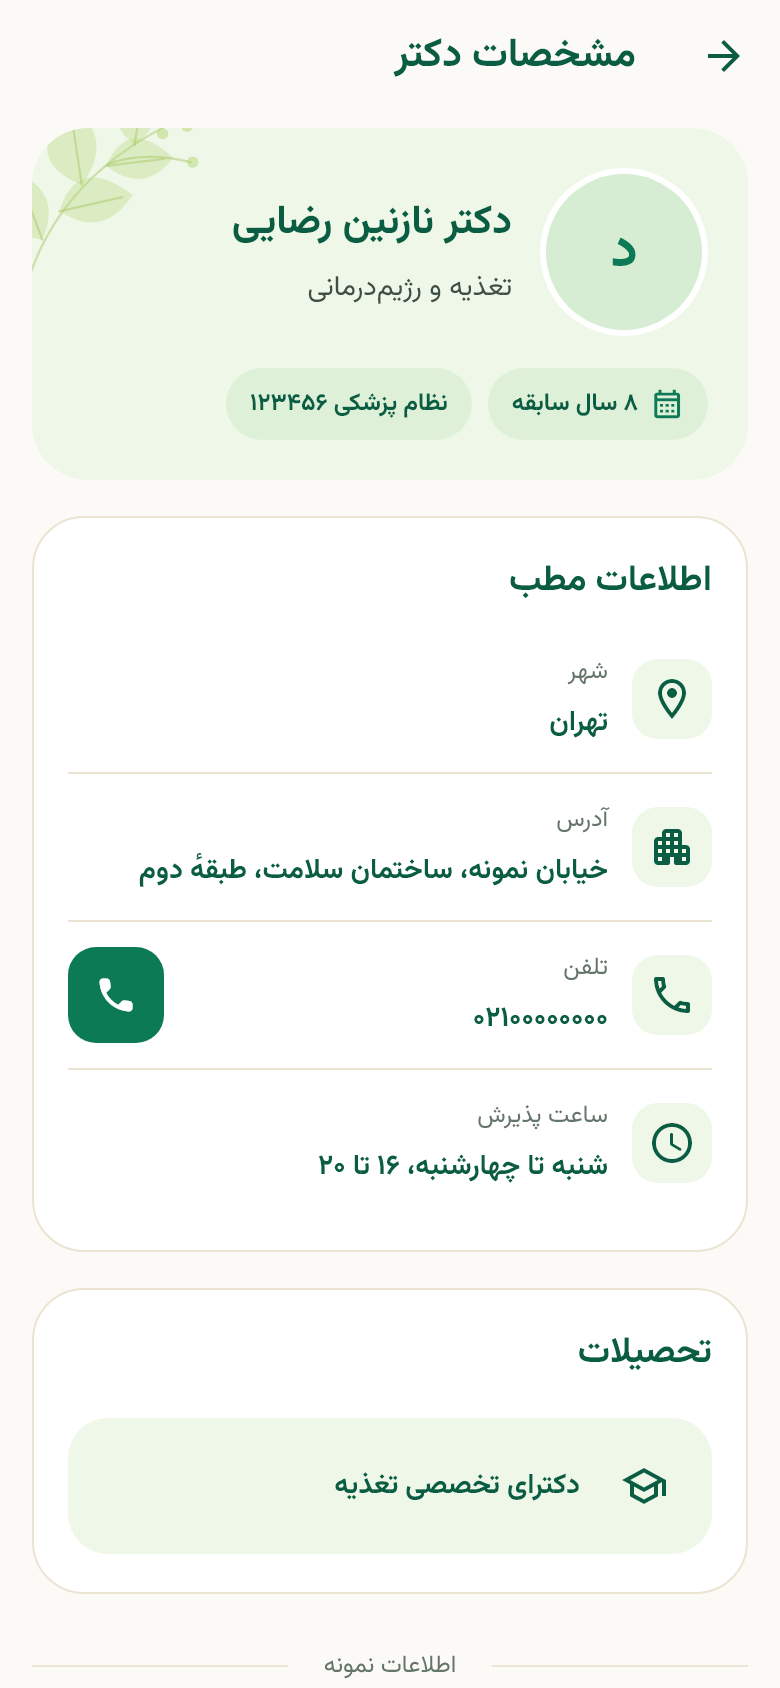 مشخصات دکتر
د
دکتر نازنین رضایی
تغذیه و رژیم‌درمانی
۸ سال سابقه
نظام پزشکی ۱۲۳۴۵۶
اطلاعات مطب
شهر
تهران
آدرس
خیابان نمونه، ساختمان سلامت، طبقهٔ دوم
تلفن
۰۲۱۰۰۰۰۰۰۰۰
ساعت پذیرش
شنبه تا چهارشنبه، ۱۶ تا ۲۰
تحصیلات
دکترای تخصصی تغذیه
اطلاعات نمونه